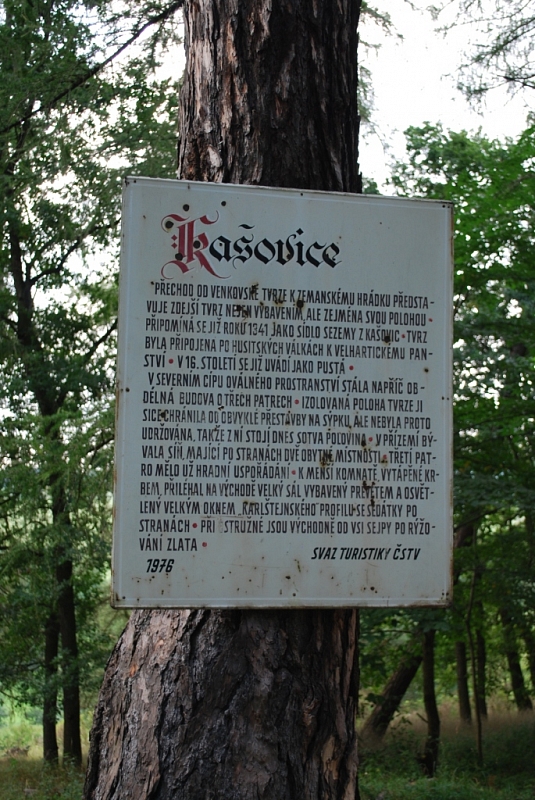 Kašovice
PŘECHOD OD VENKOVSKÉ TVRZE K ZEMANSKÉMU HRÁDKU PŘEDSTA-
VUJE ZDEJŠÍ TVRZ NEJEN VYBAVENÍM, ALE ZEJMÉNA SVOU POLOHOU •
PŘIPOMÍNÁ SE JIŽ ROKU 1341 JAKO SÍDLO SEZEMY Z KAŠOVIC • TVRZ
BYLA PŘIPOJENA PO HUSITSKÝCH VÁLKÁCH K VELHARTICKÉMU PAN-
STVÍ • V 16. STOLETÍ SE JIŽ UVÁDÍ JAKO PUSTÁ •
V SEVERNÍM CÍPU OVÁLNÉHO PROSTRANSTVÍ STÁLA NAPŘÍČ OB-
DÉLNÁ BUDOVA O TŘECH PATRECH • IZOLOVANÁ POLOHA TVRZE JI
SICE CHRÁNILA OD OBVYKLÉ PŘESTAVBY NA SÝPKU, ALE NEBYLA PROTO
UDRŽOVÁNA, TAKŽE Z NÍ STOJÍ DNES SOTVA POLOVINA • V PŘÍZEMÍ BÝ-
VALA SÍŇ, MAJÍCÍ PO STRANÁCH DVĚ OBYTNÉ MÍSTNOSTI • TŘETÍ PAT-
RO MĚLO UŽ HRADNÍ USPOŘÁDÁNÍ • K MENŠÍ KOMNATĚ, VYTÁPĚNÉ KR-
BEM, PŘILÉHAL NA VÝCHODĚ VELKÝ SÁL VYBAVENÝ PREVÉTEM A OSVĚT-
LENÝ VELKÝM OKNEM „KARLŠTEJNSKÉHO" PROFILU SE SEDÁTKY PO
STRANÁCH • PŘI STRUŽNÉ JSOU VÝCHODNĚ OD VSI SEJPY PO RÝŽO-
VÁNÍ ZLATA •
SVAZ TURISTIKY ČSTV
1976